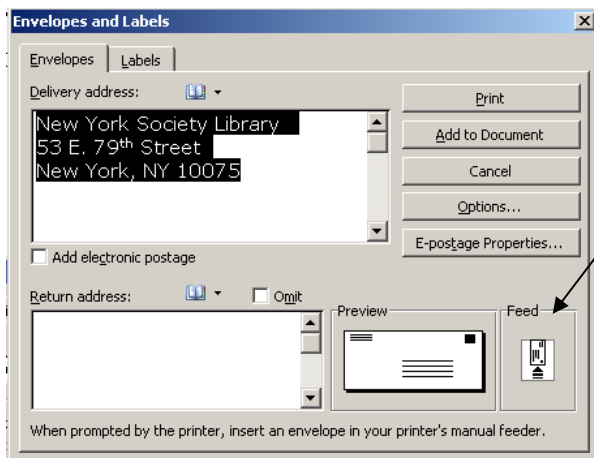 Envelopes and Labels
Envelopes Labels
Delivery address:
New York Society Library
53 E. 79th Street
New York, NY 10075
Print
Add to Document
Cancel
Options...
E-postage Properties...
Add electronic postage
Return address: Omit
Preview
Feed
When prompted by the printer, insert an envelope in your printer's manual feeder.